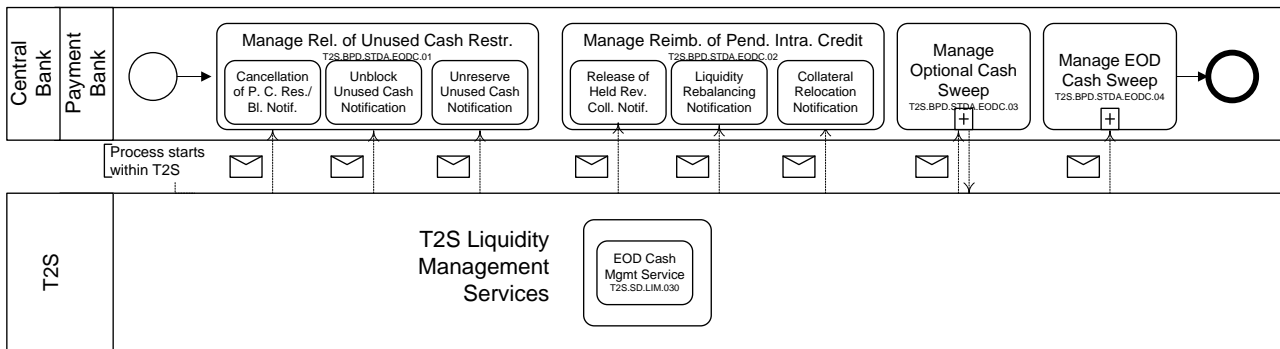 Central
Bank
Payment
Bank
Manage Rel. of Unused Cash Restr.
T2S.BPD.STDA.EODC.01
Cancellation
of P. C. Res./
Bl. Notif.
Unblock
Unused Cash
Notification
Unreserve
Unused Cash
Notification
Manage Reimb. of Pend. Intra. Credit
T2S.BPD.STDA.EODC.02
Release of
Held Rev.
Coll. Notif.
Liquidity
Rebalancing
Notification
Collateral
Relocation
Notification
Manage
Optional Cash
Sweep
T2S.BPD.STDA.EODC.03
+
Manage EOD
Cash Sweep
T2S.BPD.STDA.EODC.04
+
Process starts
within T2S
T2S
T2S Liquidity
Management
Services
EOD Cash
Mgmt Service
T2S.SD.LIM.030